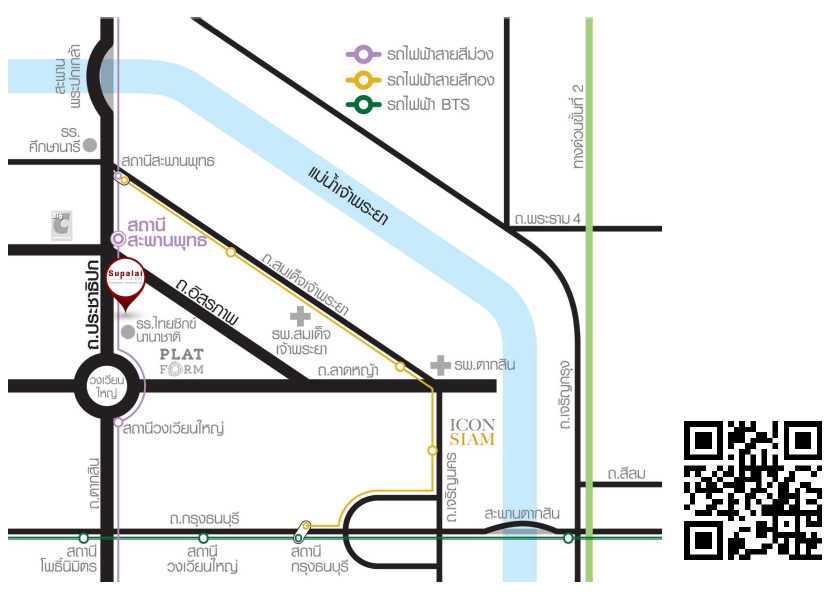 รถไฟฟ้าสายสีม่วง
รถไฟฟ้าสายสีทอง
รถไฟฟ้า BTS
สะพาน
พระปกเกล้า
ทางด่วนขั้นที่ 2
รร.
ศึกษานารี
สถานีสะพานพุทธ
แม่น้ำเจ้าพระยา
ถ.พระราม 4
Big
C
สถานี
สะพานพุทธ
ถ.สมเด็จเจ้าพระยา
Supalai
ถ.ประชาธิปก
ถ.อิสรภาพ
รร.ไทยซิกข์
นานาชาติ
รพ.สมเด็จ
เจ้าพระยา
PLAT
FORM
ถ.ลาดหญ้า
รพ.ตากสิน
วงเวียน
ใหญ่
ถ.เจริญกรุง
สถานีวงเวียนใหญ่
ICON
SIAM
ถ.ตากสิน
ถ.เจริญนคร
ถ.สีลม
ถ.กรุงธนบุรี
สะพานตากสิน
สถานี
โพธิ์นิมิตร
สถานี
วงเวียนใหญ่
สถานี
กรุงธนบุรี